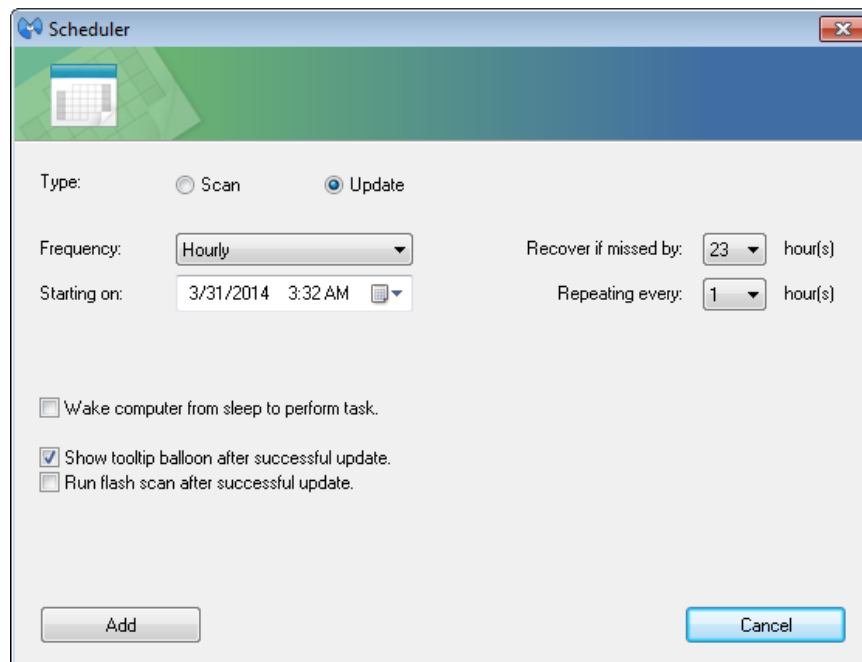 Scheduler
Type: Scan Update
Frequency: Hourly Recover if missed by: 23 hour(s)
Starting on: 3/31/2014 3:32 AM Repeating every: 1 hour(s)
Wake computer from sleep to perform task.
Show tooltip balloon after successful update.
Run flash scan after successful update.
Add Cancel